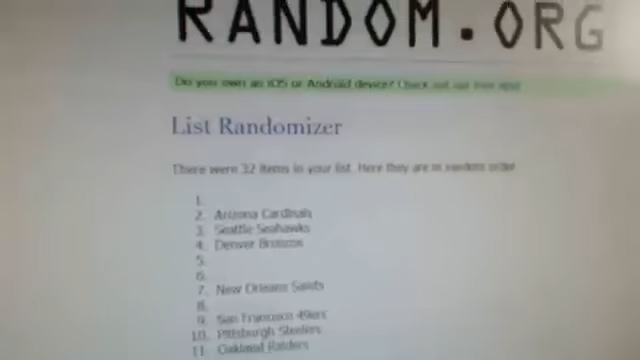 RANDOM.ORG
Do you own an iOS or Android device? Check out our free app
List Randomizer
There were 32 items in your list. Here they are in random order
1.
2. Arizona Cardinals
3. Seattle Seahawks
4. Denver Broncos
5.
6.
7. New Orleans Saints
8.
9. San Francisco 49ers
10. Pittsburgh Steelers
11. Oakland Raiders